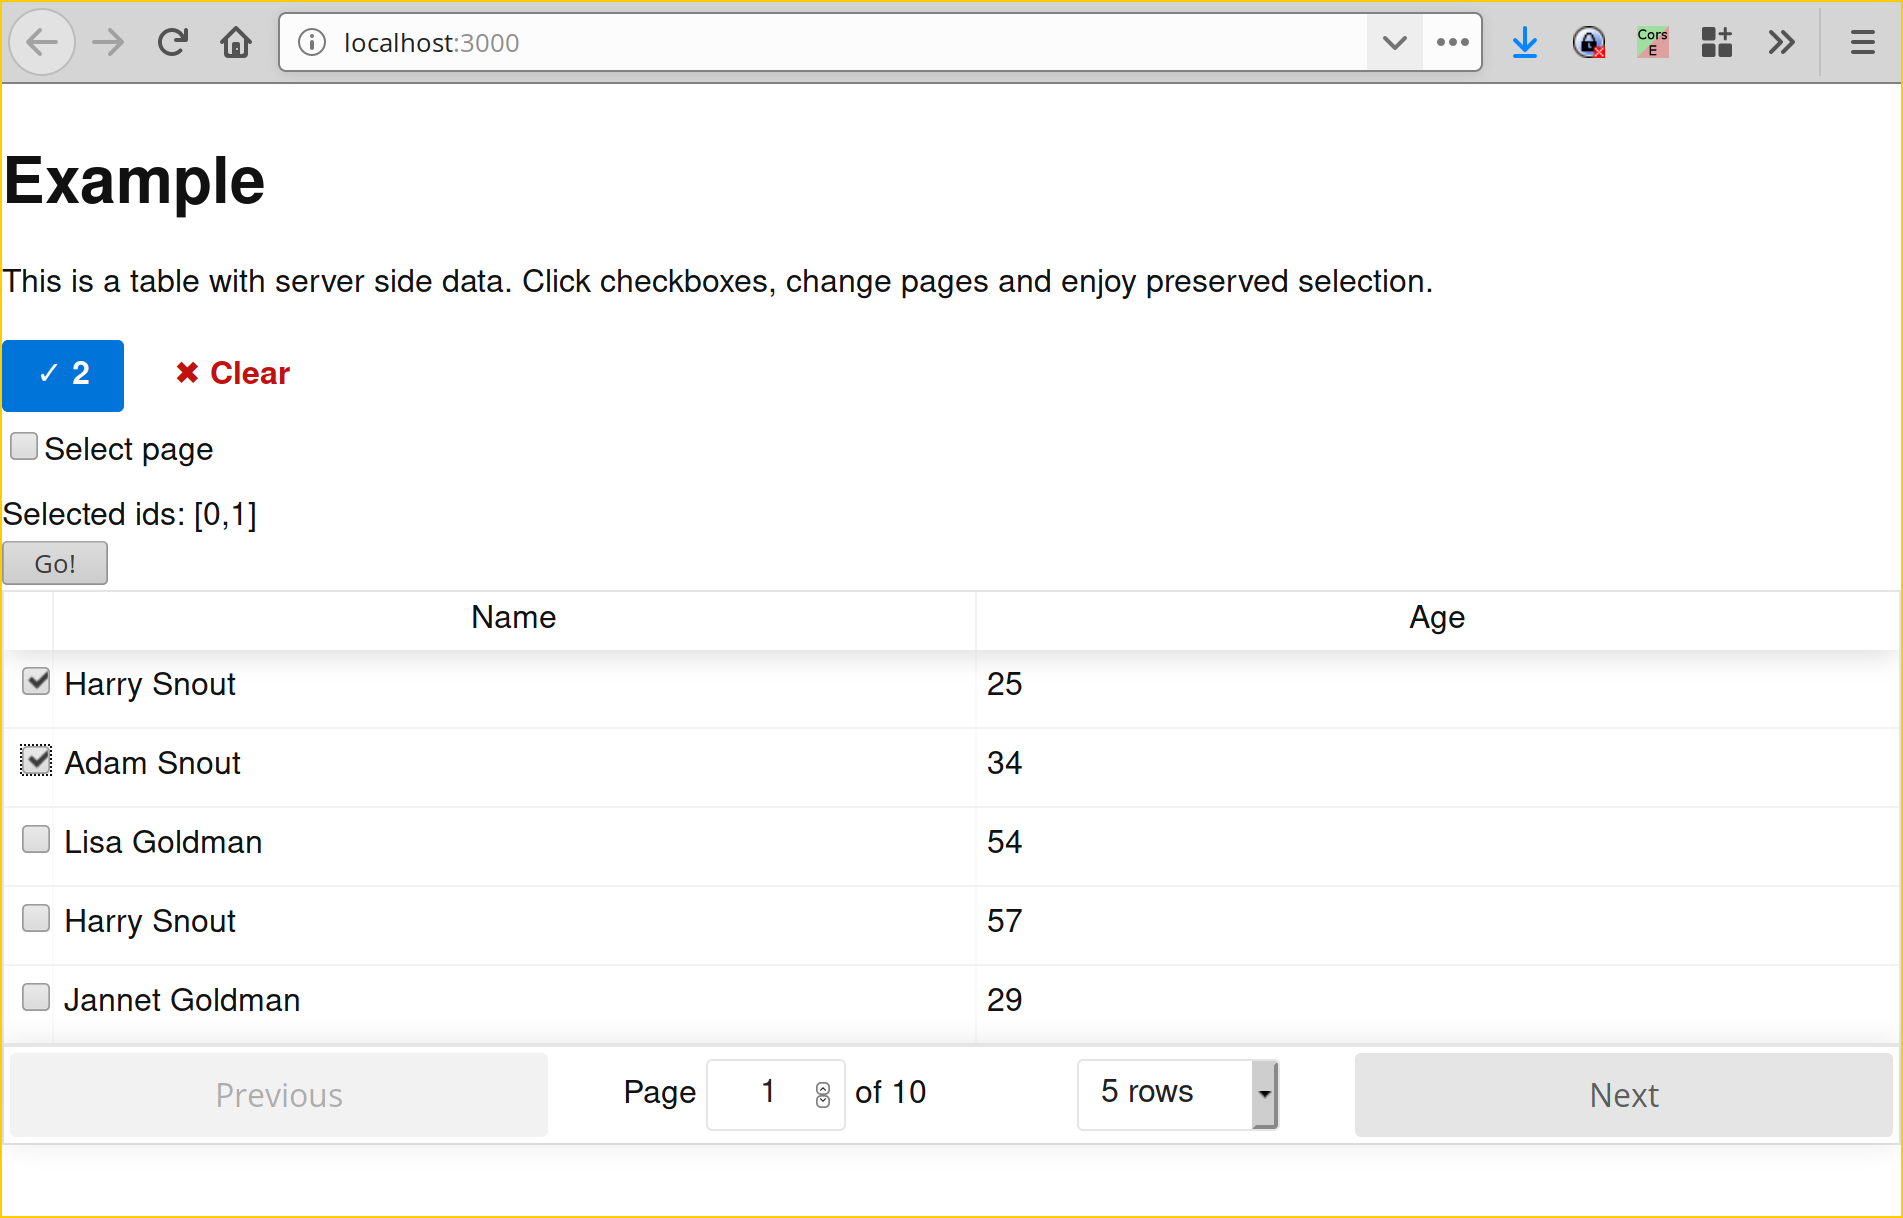 localhost:3000
Cors
E
Example
This is a table with server side data. Click checkboxes, change pages and enjoy preserved selection.
✓ 2 ✖ Clear
Select page
Selected ids: [0,1]
Go!
Name Age
Harry Snout 25
Adam Snout 34
Lisa Goldman 54
Harry Snout 57
Jannet Goldman 29
Previous Page 1 of 10 5 rows Next